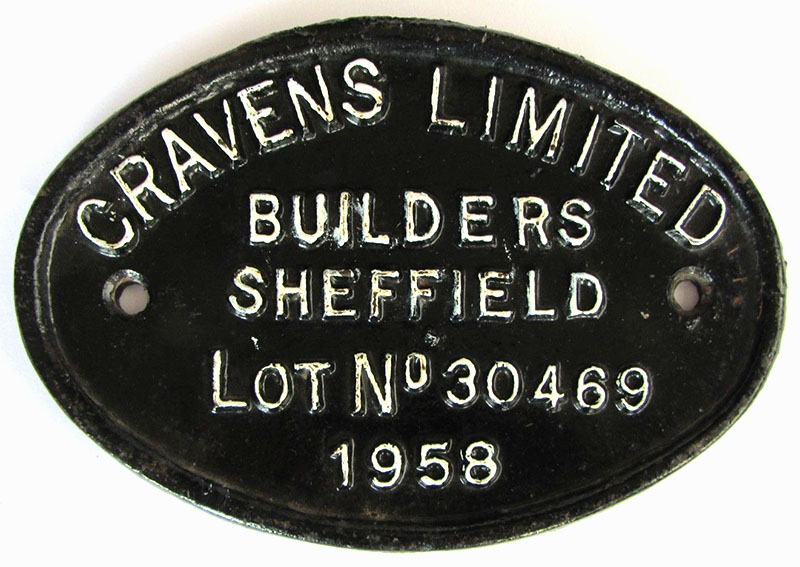 CRAVENS LIMITED
BUILDERS
SHEFFIELD
LOT Nº 30469
1958